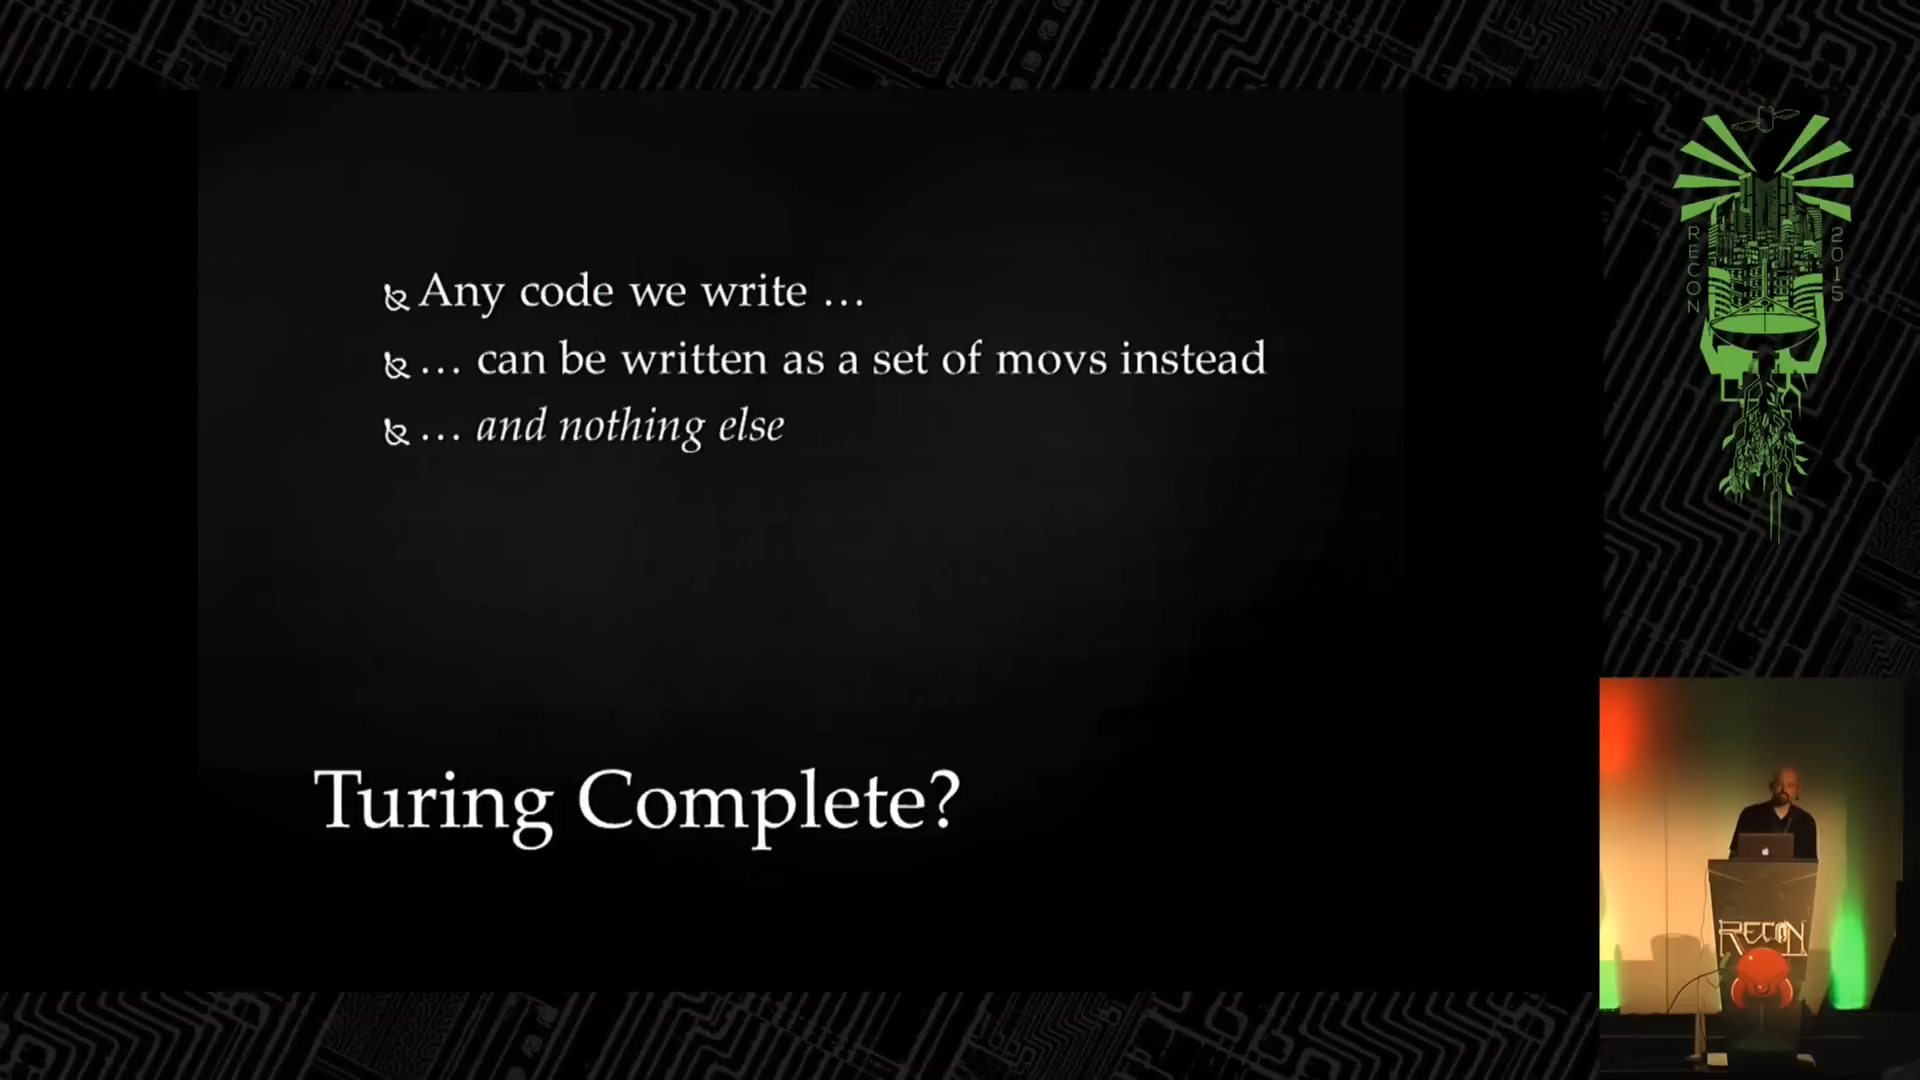 Any code we write …
… can be written as a set of movs instead
… and nothing else
Turing Complete?
RECON
2015
RECON